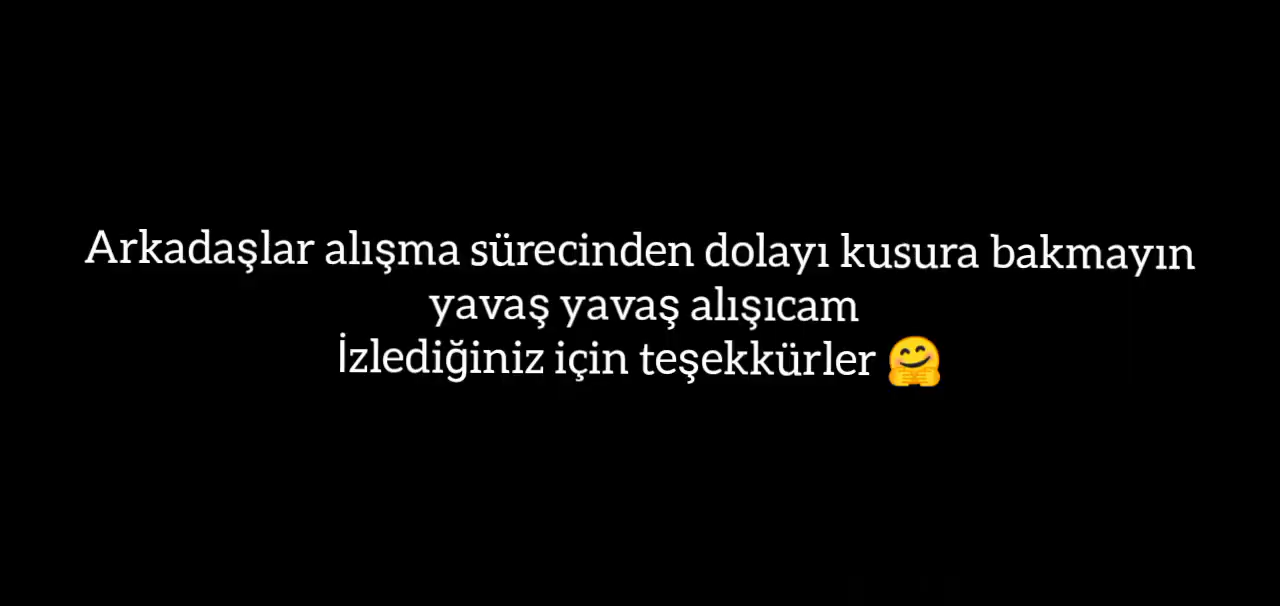 Arkadaşlar alışma sürecinden dolayı kusura bakmayın
yavaş yavaş alışıcam
İzlediğiniz için teşekkürler 🤗